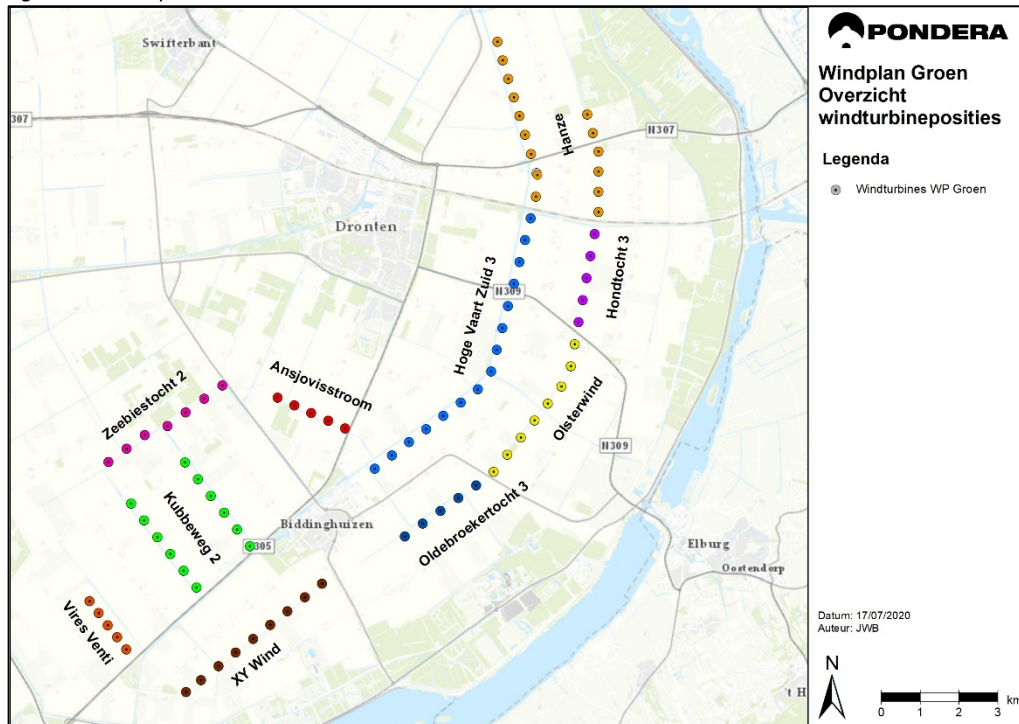 PONDERA
Windplan Groen
Overzicht
windturbineposities
Legenda
Windturbines WP Groen
Swifterbant
307
N307
Hanze
Dronten
Hondtocht 3
Hoge Vaart Zuid 3
N309
Ansjovisstroom
Zeebiestocht 2
Olsterwind
N309
Kubbeweg 2
Biddinghuizen
Oldebroekertocht 3
305
Elburg
Oostendorp
Vires Venti
XY Wind
Datum: 17/07/2020
Auteur: JWB
N
't H
0 1 2 3 km